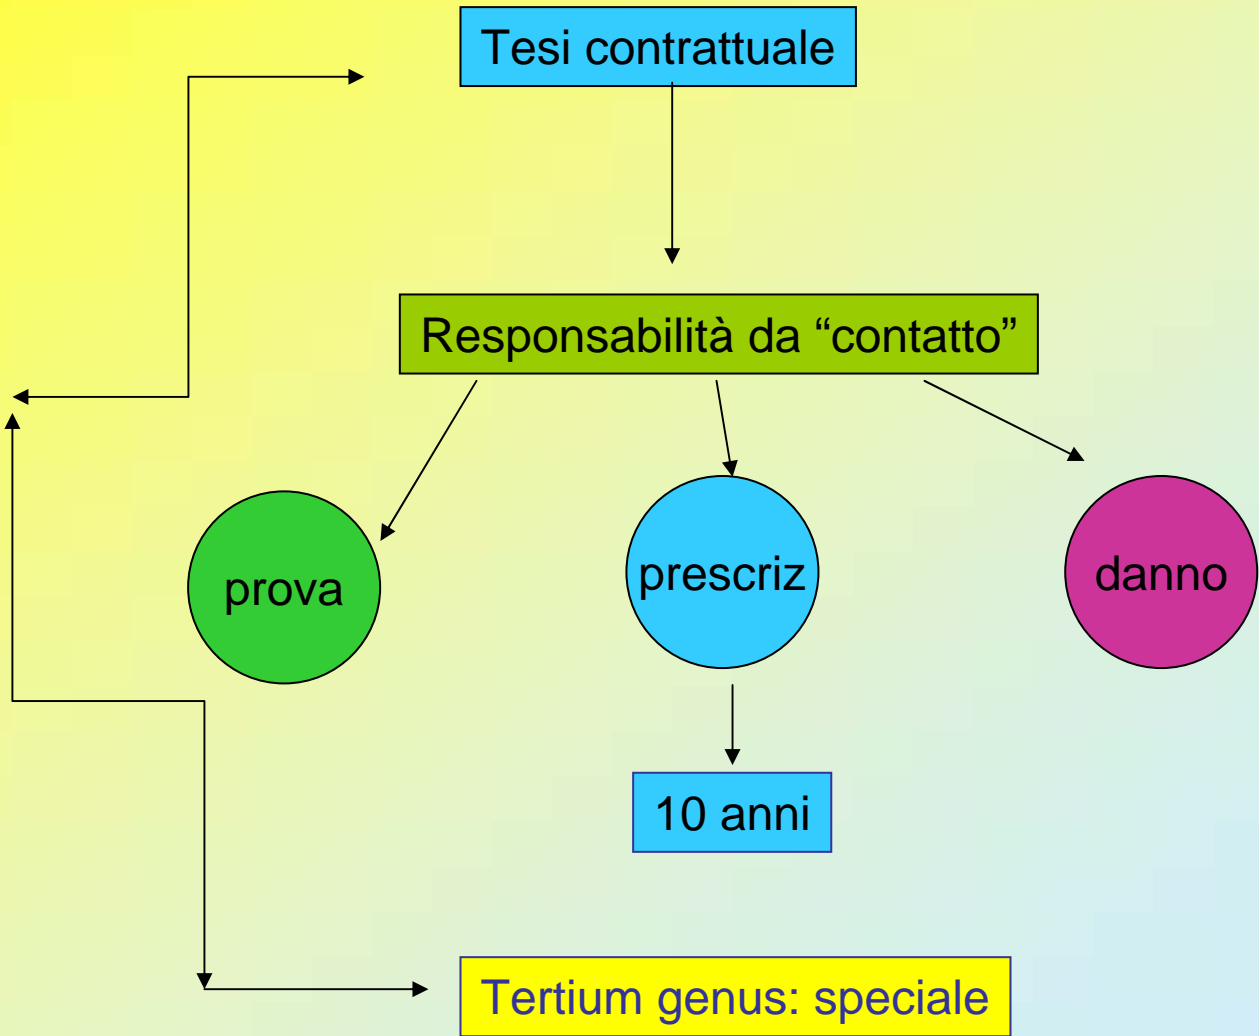 Tesi contrattuale
Responsabilità da “contatto”
prova
prescriz
danno
10 anni
Tertium genus: speciale